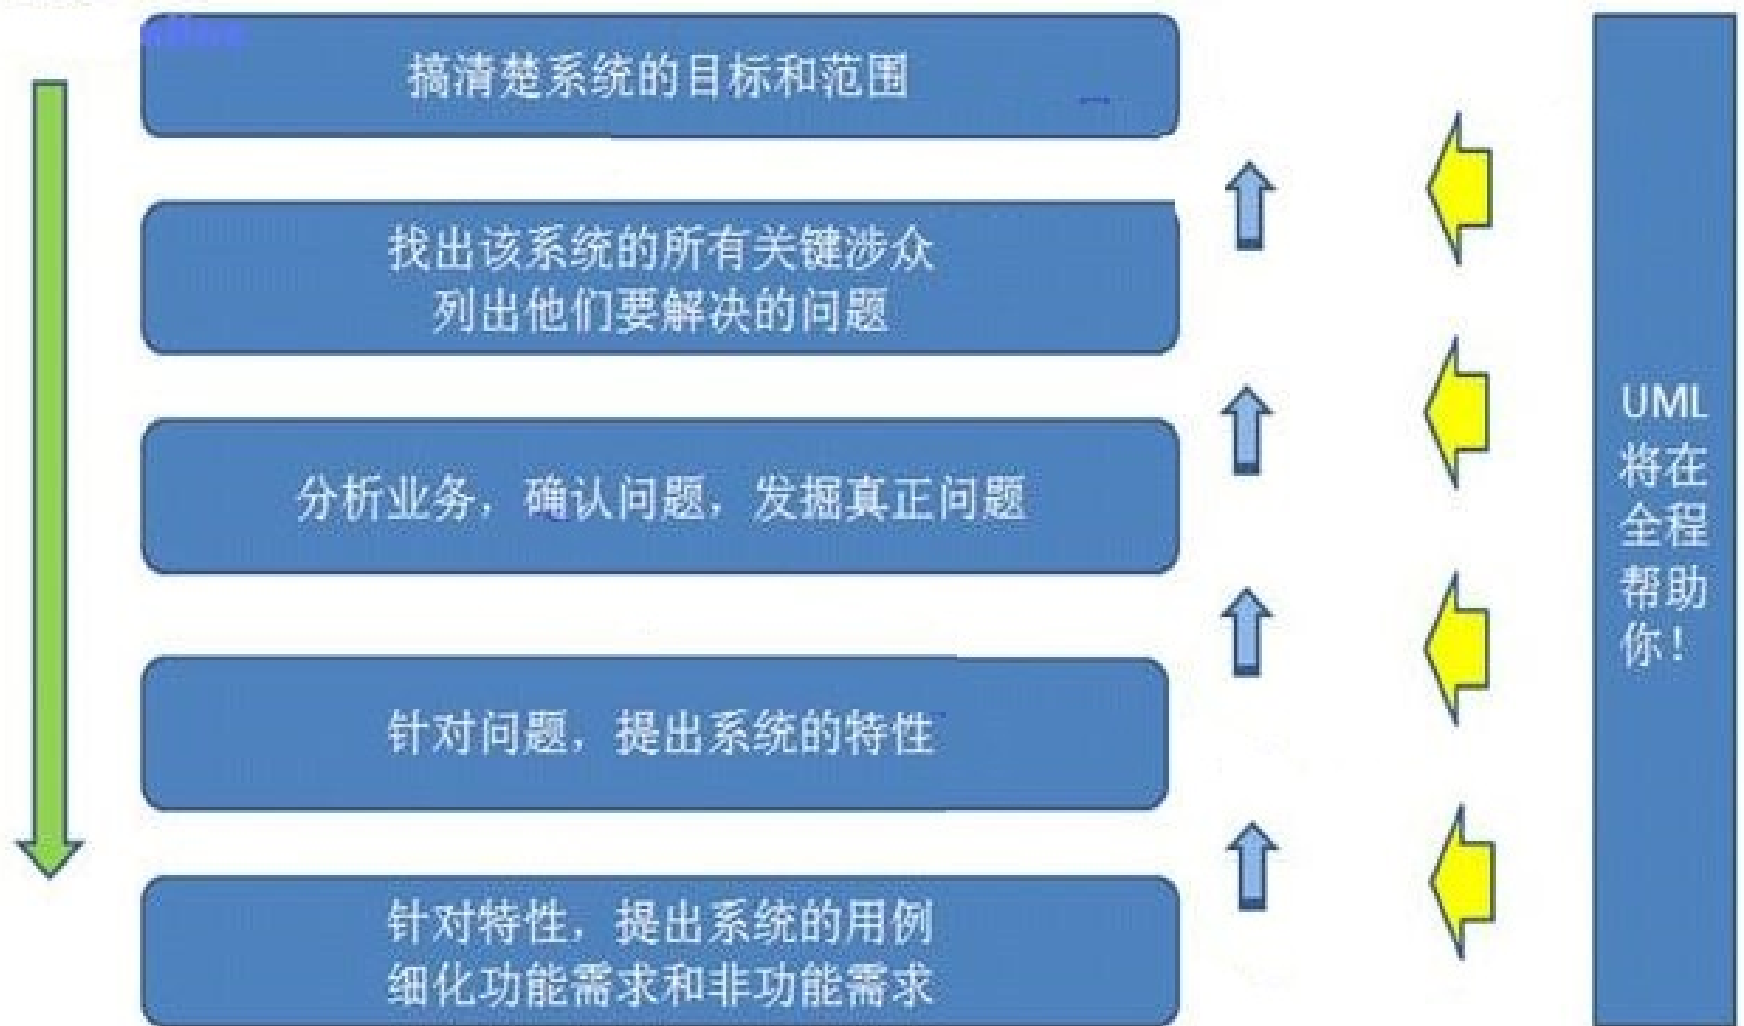 搞清楚系统的目标和范围
找出该系统的所有关键涉众
列出他们要解决的问题
分析业务，确认问题，发掘真正问题
针对问题，提出系统的特性
针对特性，提出系统的用例
细化功能需求和非功能需求
UML
将在
全程
帮助
你！